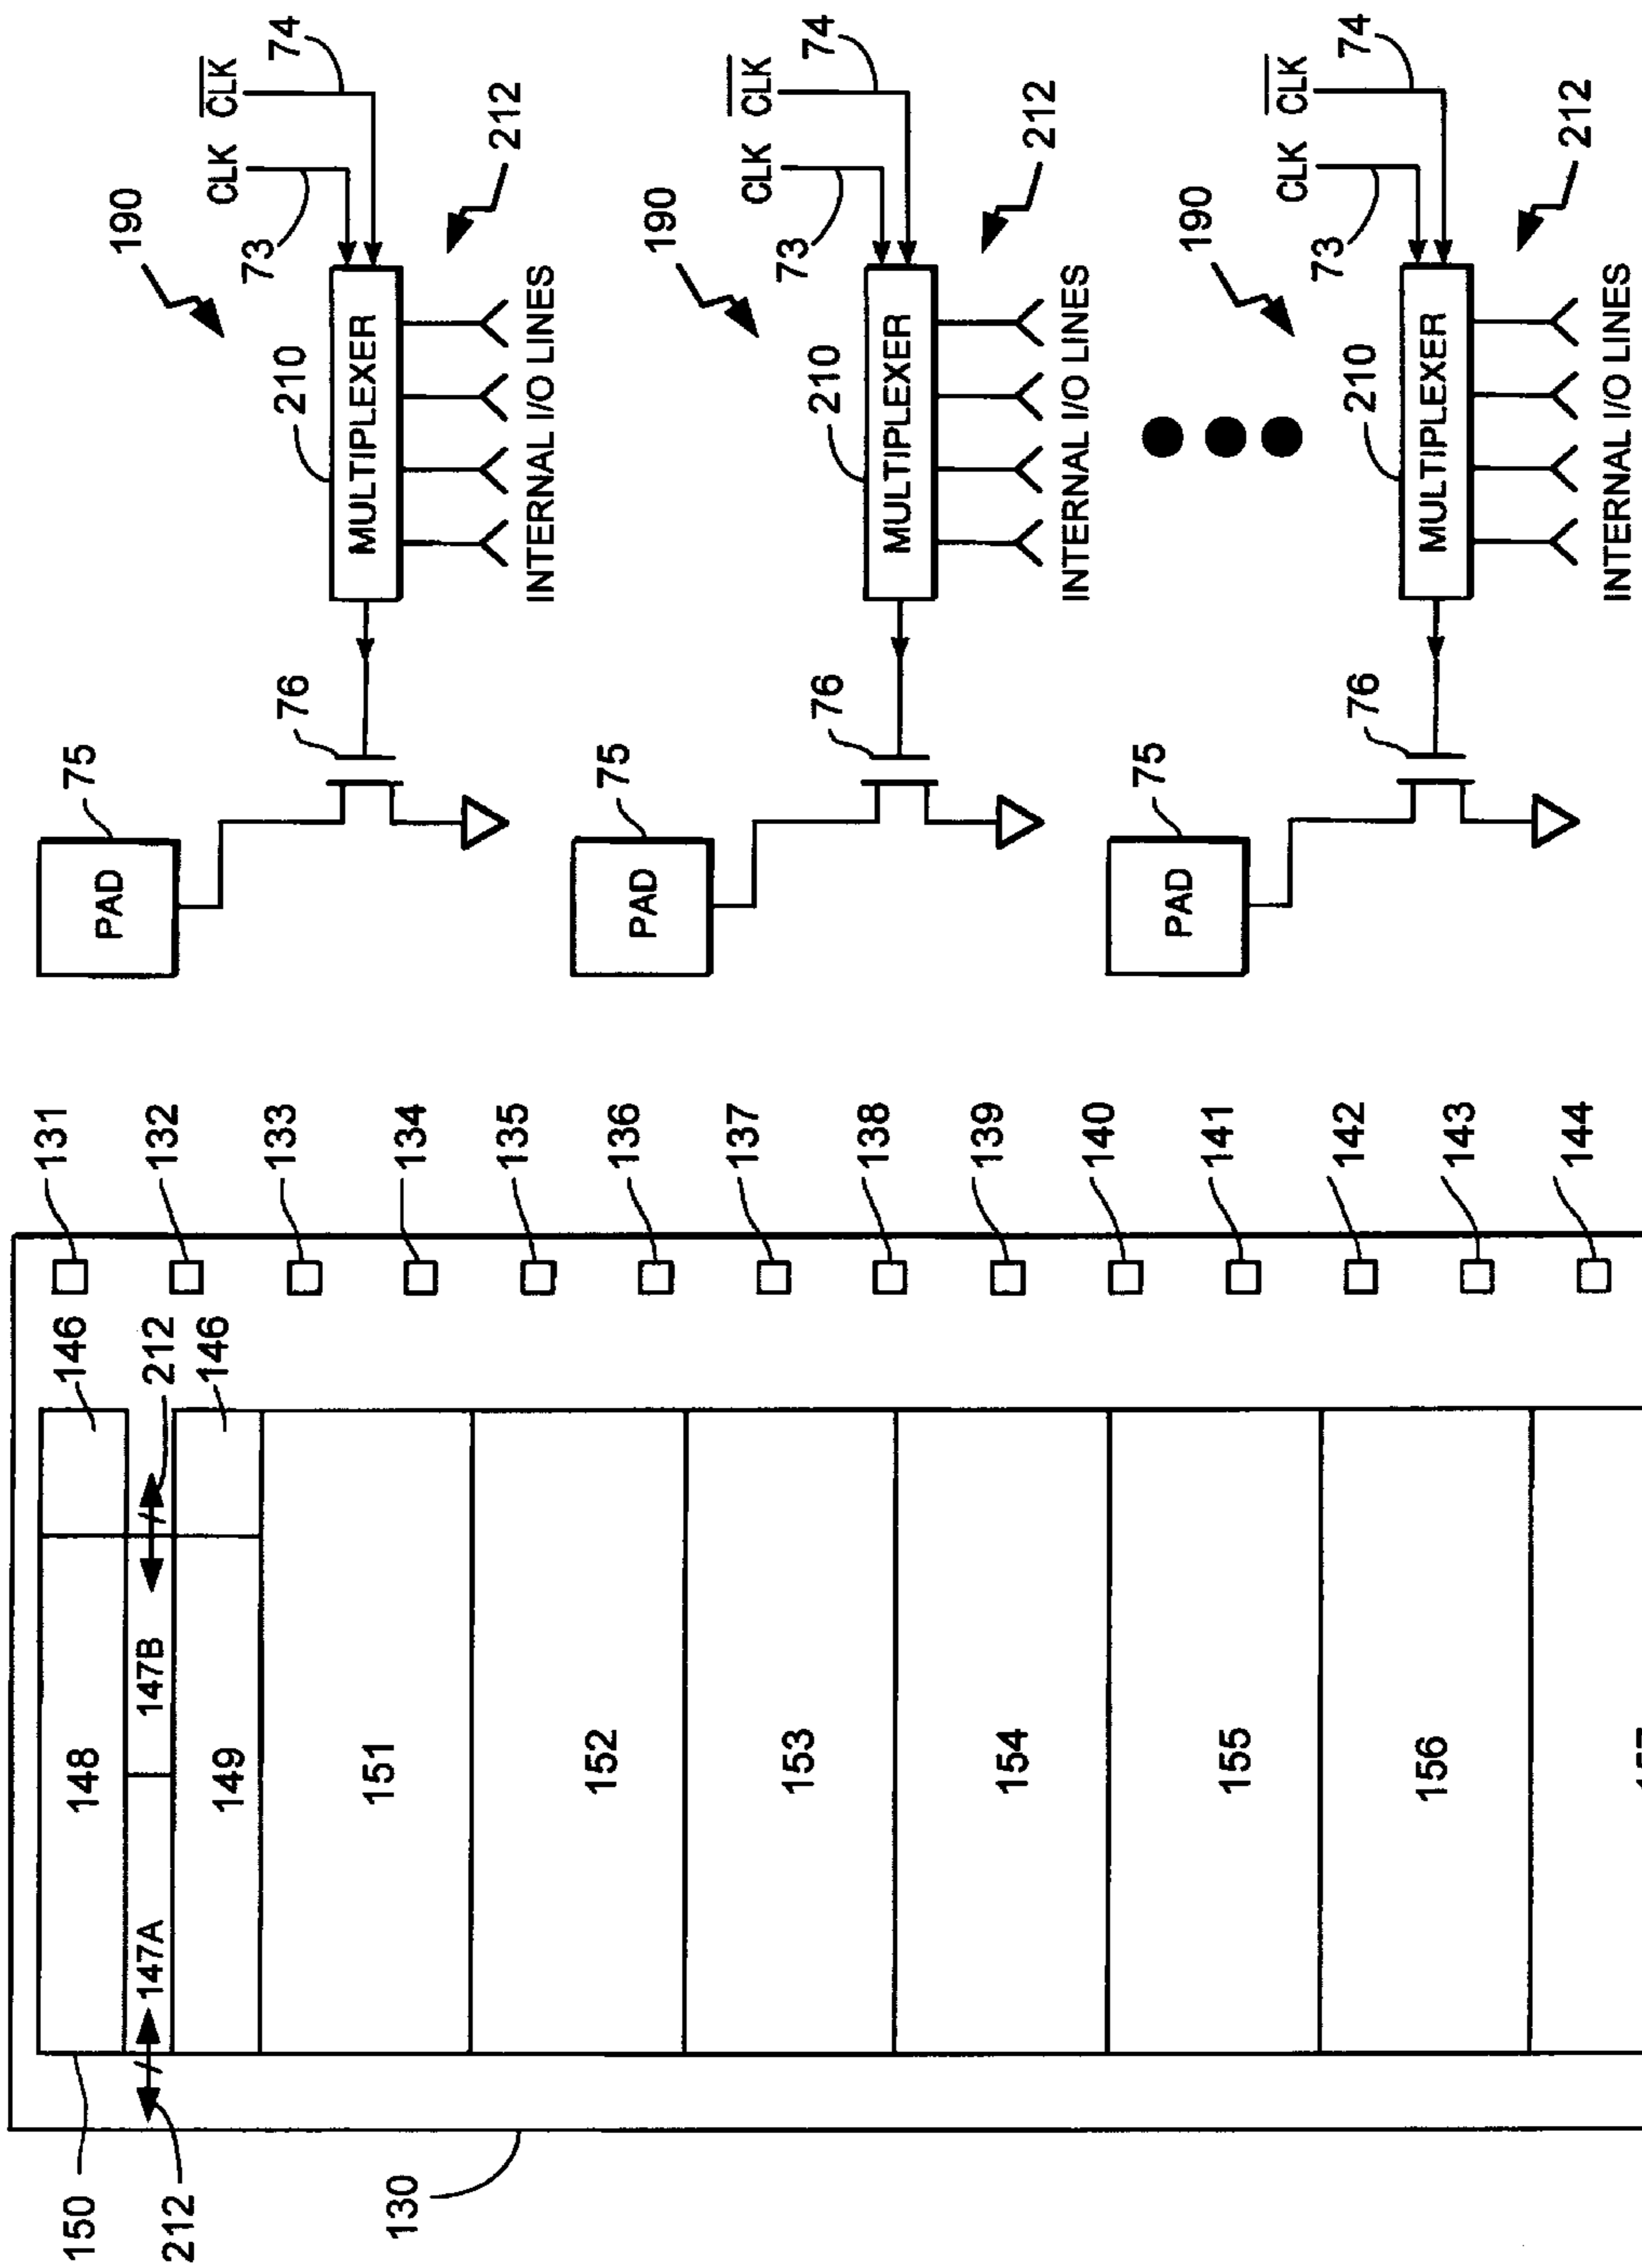 190
CLK
C̅L̅K̅
74
73
212
210
MULTIPLEXER
INTERNAL I/O LINES
76
75
PAD
190
CLK
C̅L̅K̅
74
73
212
210
MULTIPLEXER
INTERNAL I/O LINES
76
75
PAD
190
CLK
C̅L̅K̅
74
73
212
210
MULTIPLEXER
INTERNAL I/O LINES
76
75
PAD
131
132
133
134
135
136
137
138
139
140
141
142
143
144
146
212
146
148
147B
147A
149
151
152
153
154
155
156
150
212
130